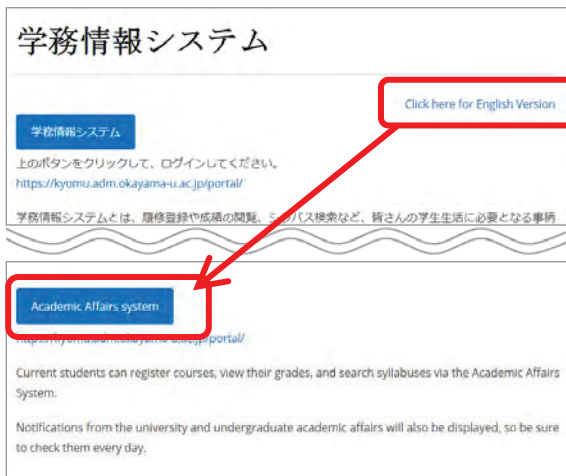 学務情報システム
Click here for English Version
学務情報システム
上のボタンをクリックして、ログインしてください。
https://kyomu.adm.okayama-u.ac.jp/portal/
学務情報システムとは、履修登録や成績の閲覧、シラバス検索など、皆さんの学生生活に必要となる事柄
Academic Affairs system
https://kyomu.adm.okayama-u.ac.jp/portal/
Current students can register courses, view their grades, and search syllabuses via the Academic Affairs
System.
Notifications from the university and undergraduate academic affairs will also be displayed, so be sure
to check them every day.